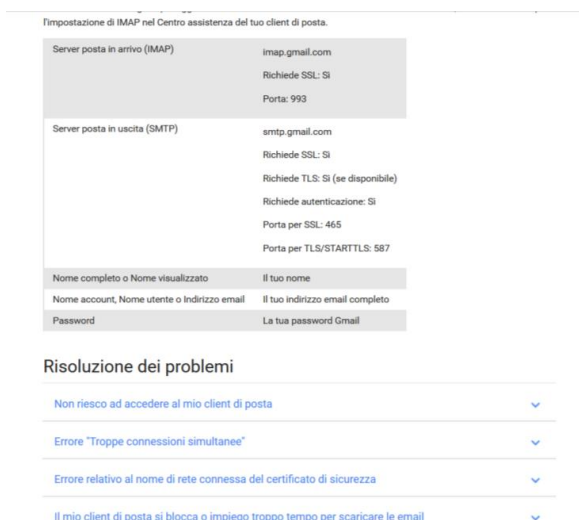 l'impostazione di IMAP nel Centro assistenza del tuo client di posta.
Server posta in arrivo (IMAP)
imap.gmail.com
Richiede SSL: Sì
Porta: 993
Server posta in uscita (SMTP)
smtp.gmail.com
Richiede SSL: Sì
Richiede TLS: Sì (se disponibile)
Richiede autenticazione: Sì
Porta per SSL: 465
Porta per TLS/STARTTLS: 587
Nome completo o Nome visualizzato
Il tuo nome
Nome account, Nome utente o Indirizzo email
Il tuo indirizzo email completo
Password
La tua password Gmail
Risoluzione dei problemi
Non riesco ad accedere al mio client di posta
Errore "Troppe connessioni simultanee"
Errore relativo al nome di rete connessa del certificato di sicurezza
Il mio client di posta si blocca o impiego troppo tempo per scaricare le email